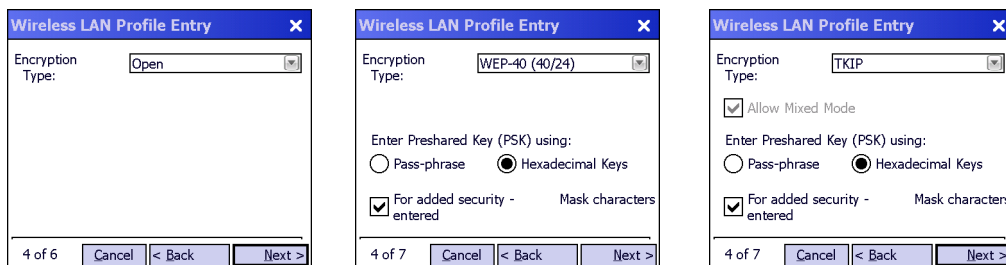 Wireless LAN Profile Entry
Encryption Type:
Open
4 of 6
Cancel
< Back
Next >
Wireless LAN Profile Entry
Encryption Type:
WEP-40 (40/24)
Enter Preshared Key (PSK) using:
Pass-phrase
Hexadecimal Keys
For added security - Mask characters
entered
4 of 7
Cancel
< Back
Next >
Wireless LAN Profile Entry
Encryption Type:
TKIP
Allow Mixed Mode
Enter Preshared Key (PSK) using:
Pass-phrase
Hexadecimal Keys
For added security - Mask characters
entered
4 of 7
Cancel
< Back
Next >